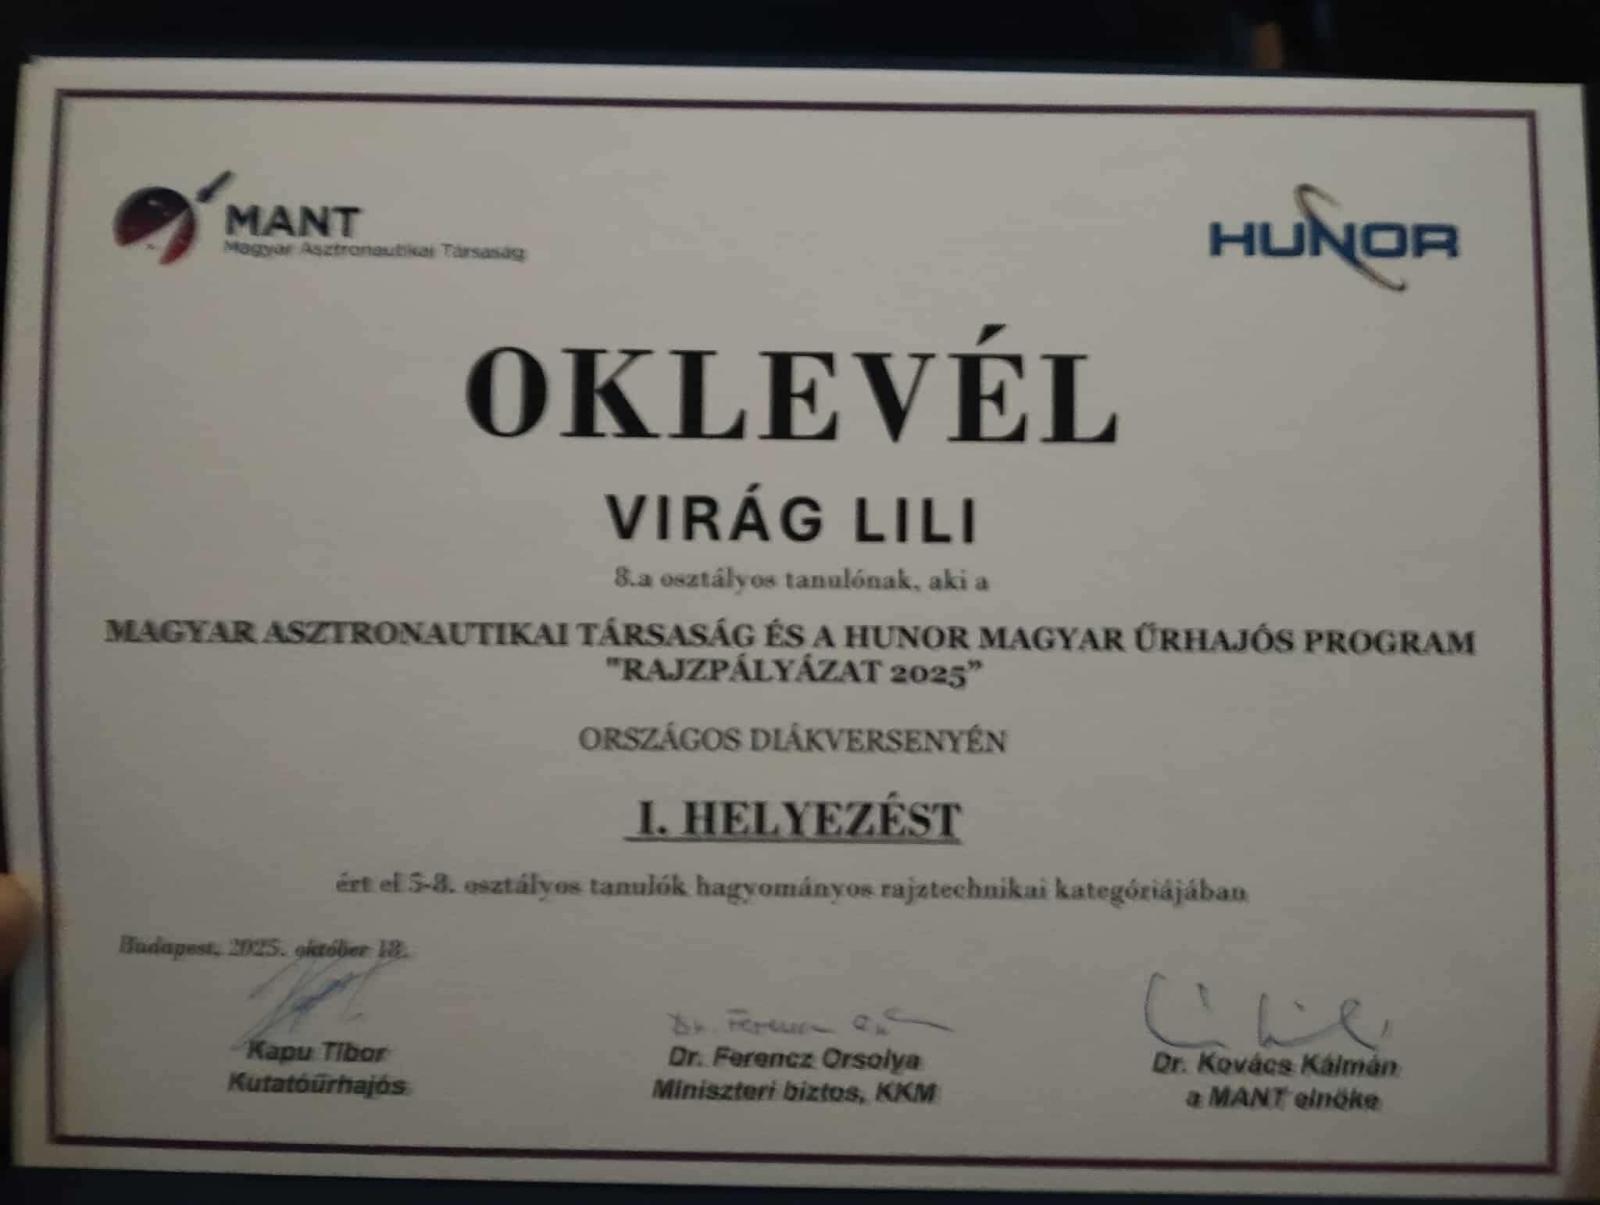 MANT
Magyar Asztronautikai Társaság
HUNOR
OKLEVÉL
VIRÁG LILI
8.a osztályos tanulónak, aki a
MAGYAR ASZTRONAUTIKAI TÁRSASÁG ÉS A HUNOR MAGYAR ŰRHAJÓS PROGRAM
"RAJZPÁLYÁZAT 2025”
ORSZÁGOS DIÁKVERSENYÉN
I. HELYEZÉST
ért el 5-8. osztályos tanulók hagyományos rajztechnikai kategóriájában
Budapest, 2025. október 18.
Dr. Ferencz
Kapu Tibor
Kutatóűrhajós
Dr. Ferencz Orsolya
Miniszteri biztos, KKM
Dr. Kovács Kálmán
a MANT elnöke